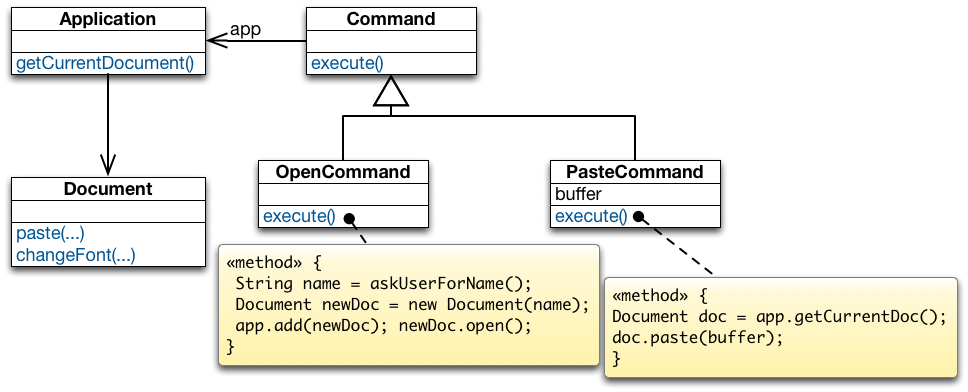 Application
getCurrentDocument()
app
Command
execute()
Document
paste(...)
changeFont(...)
OpenCommand
execute()
PasteCommand
buffer
execute()
«method» {
String name = askUserForName();
Document newDoc = new Document(name);
app.add(newDoc); newDoc.open();
}
«method» {
Document doc = app.getCurrentDoc();
doc.paste(buffer);
}